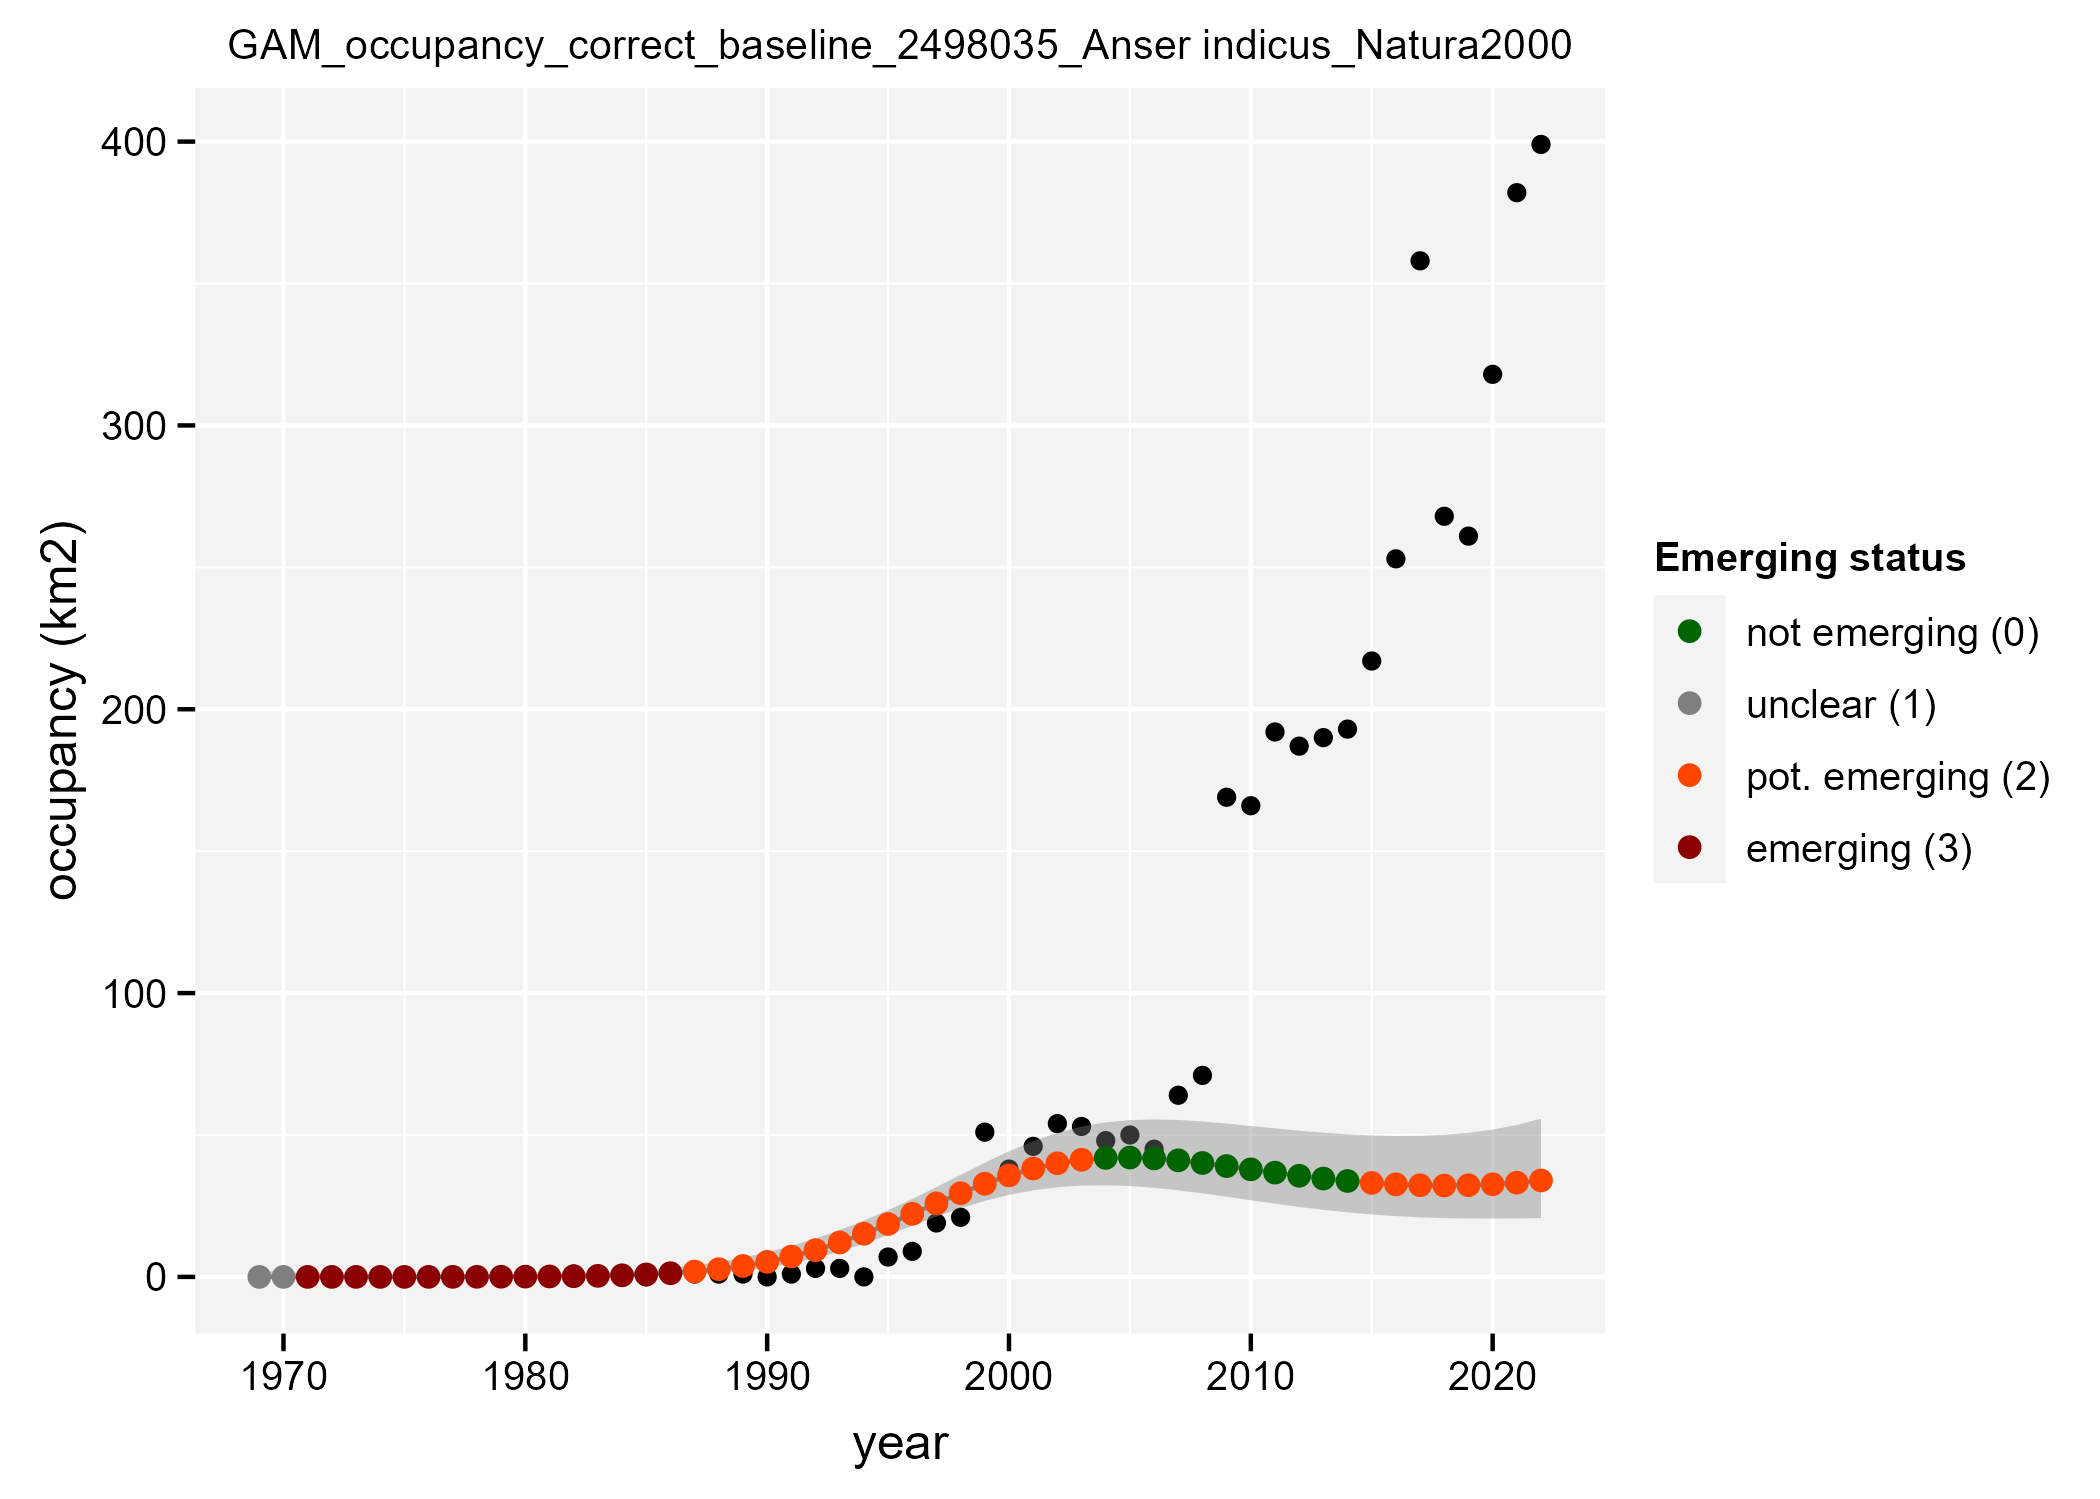 GAM_occupancy_correct_baseline_2498035_Anser indicus_Natura2000
400
300
200
100
0
occupancy (km2)
1970 1980 1990 2000 2010 2020
year
Emerging status
not emerging (0)
unclear (1)
pot. emerging (2)
emerging (3)